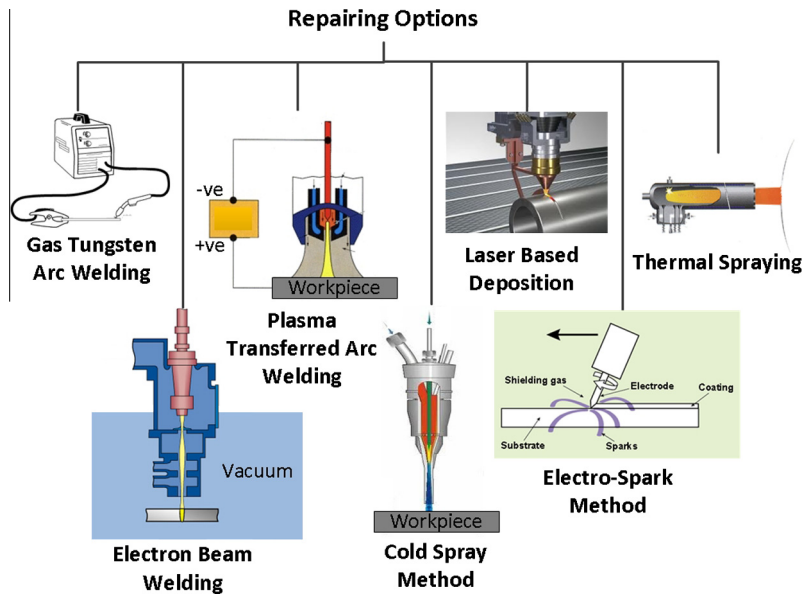 Repairing Options
Gas Tungsten
Arc Welding
-ve
+ve
Workpiece
Plasma
Transferred Arc
Welding
Laser Based
Deposition
Thermal Spraying
Vacuum
Electron Beam
Welding
Workpiece
Cold Spray
Method
Shielding gas
Electrode
Coating
Substrate
Sparks
Electro-Spark
Method